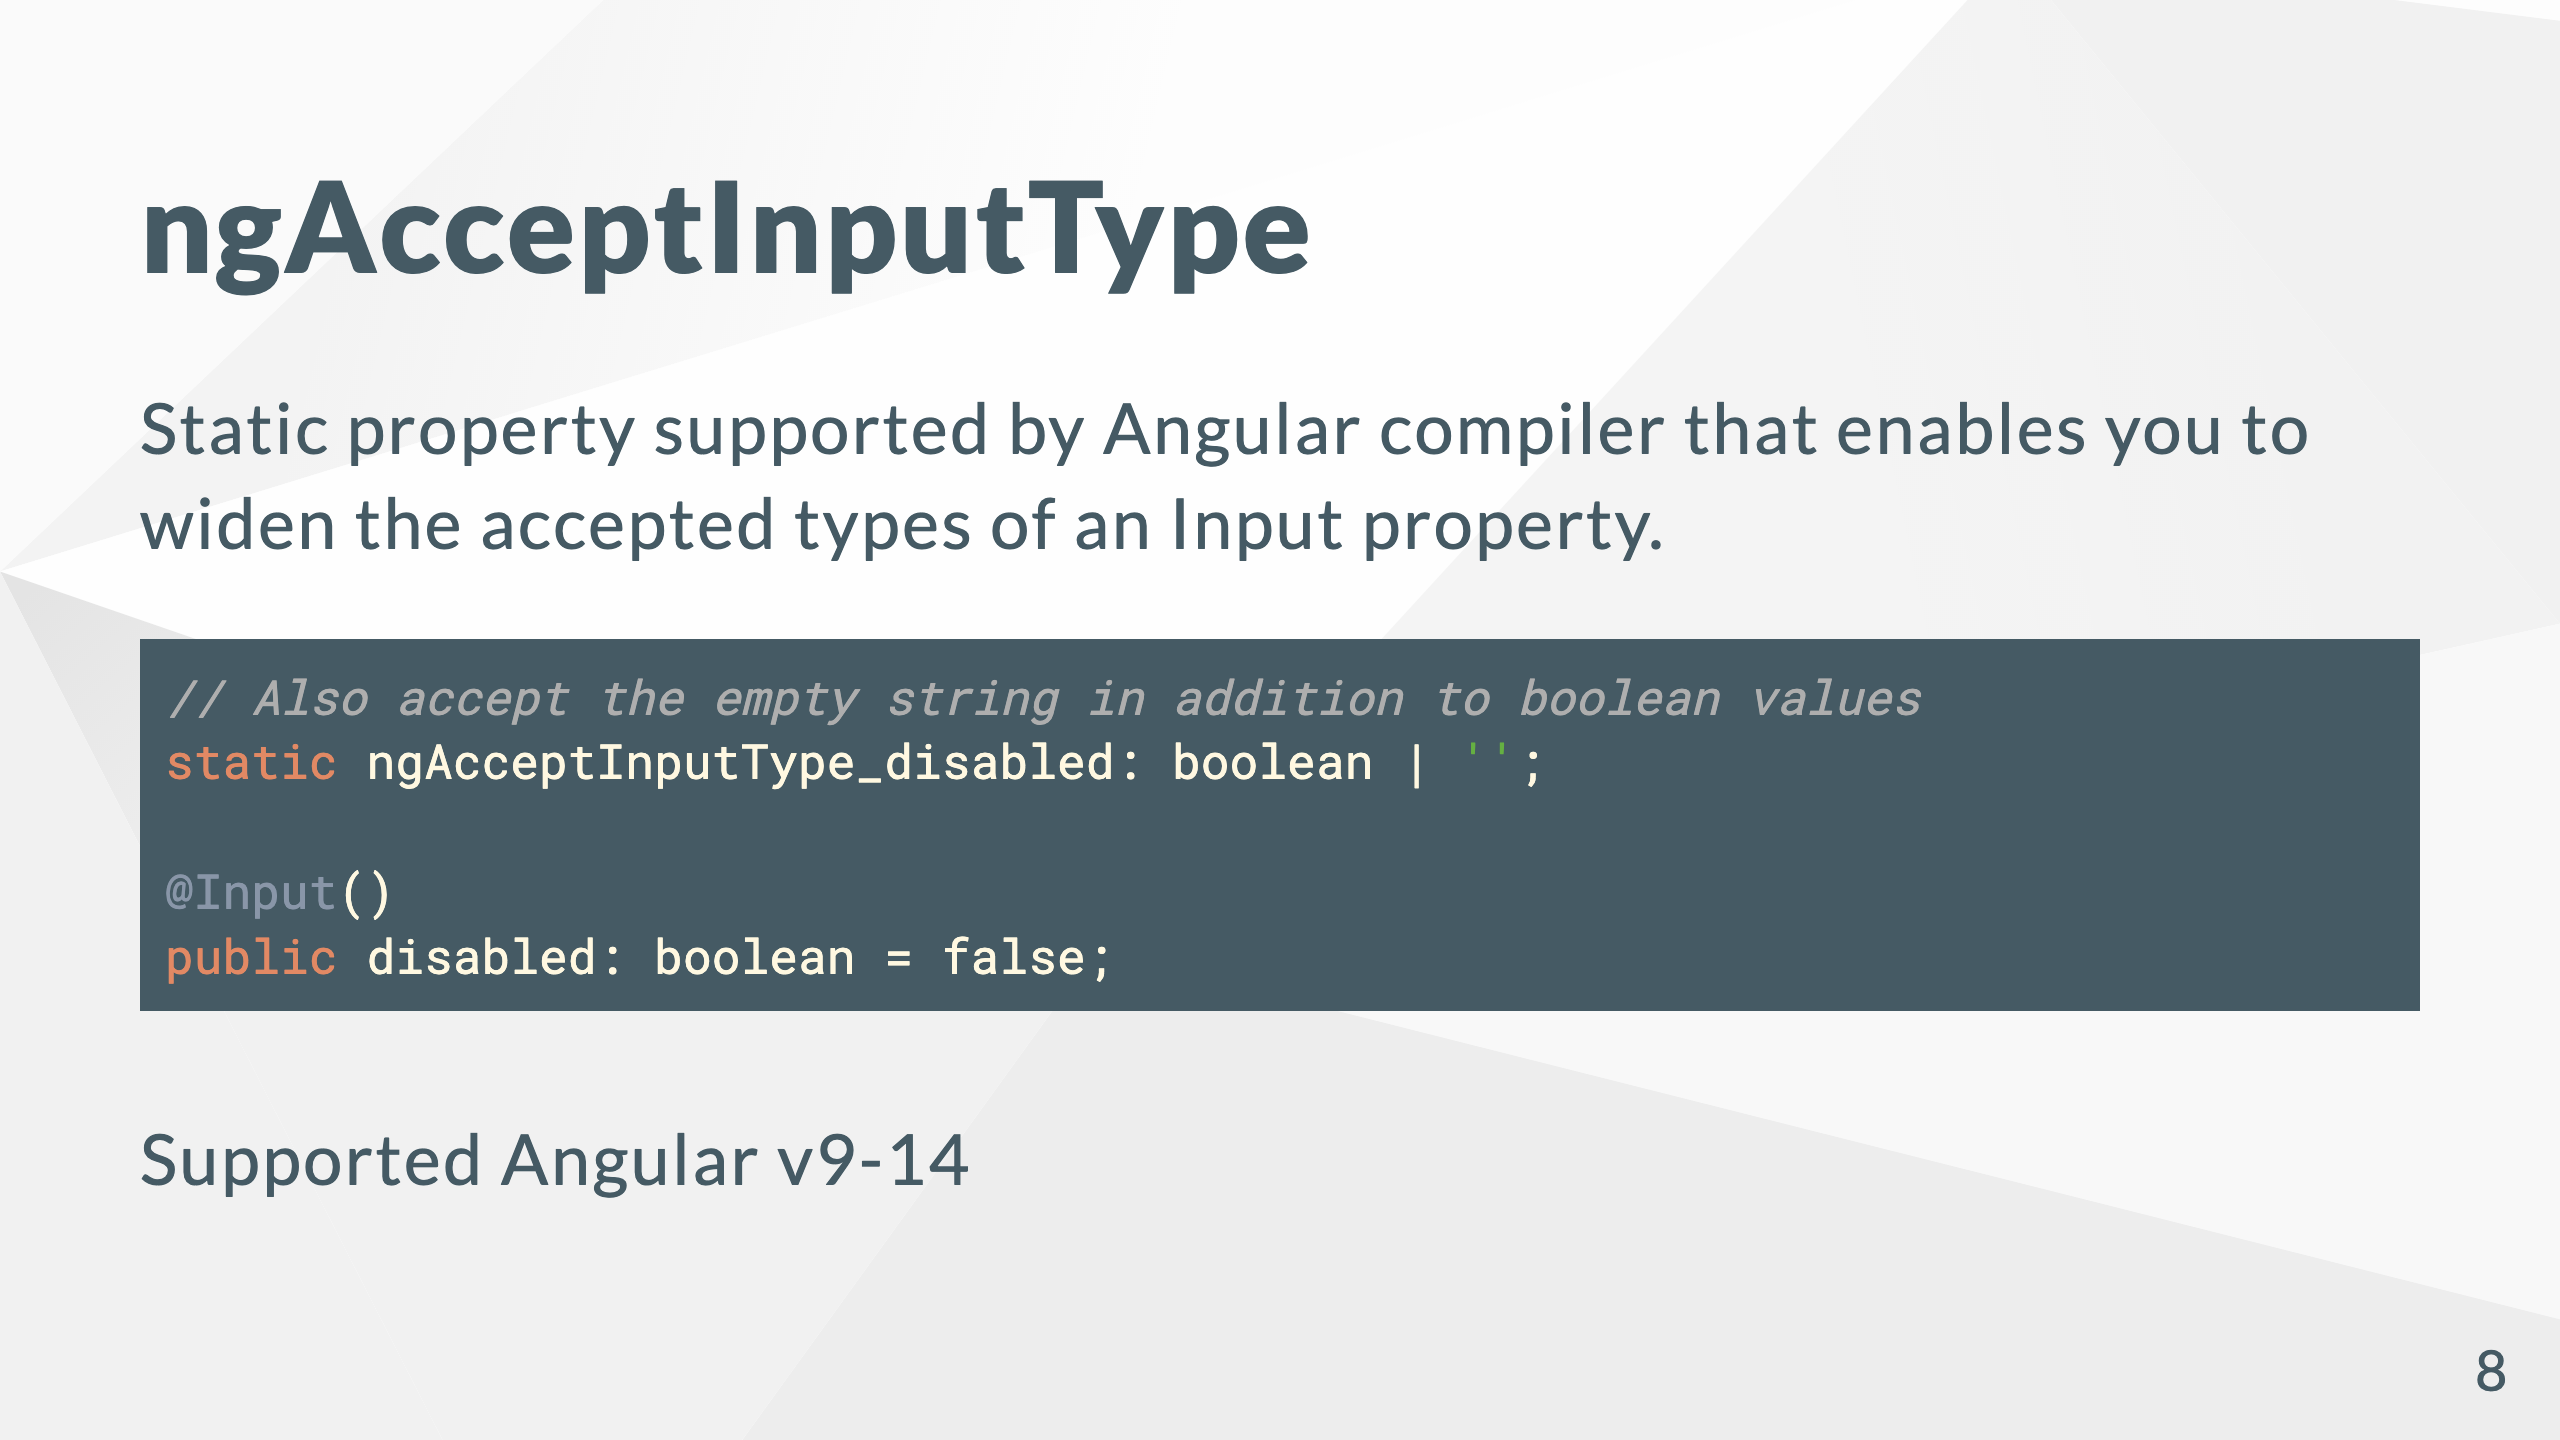 ngAcceptInputType
Static property supported by Angular compiler that enables you to
widen the accepted types of an Input property.
// Also accept the empty string in addition to boolean values
static ngAcceptInputType_disabled: boolean | '';
@Input()
public disabled: boolean = false;
Supported Angular v9-14
8